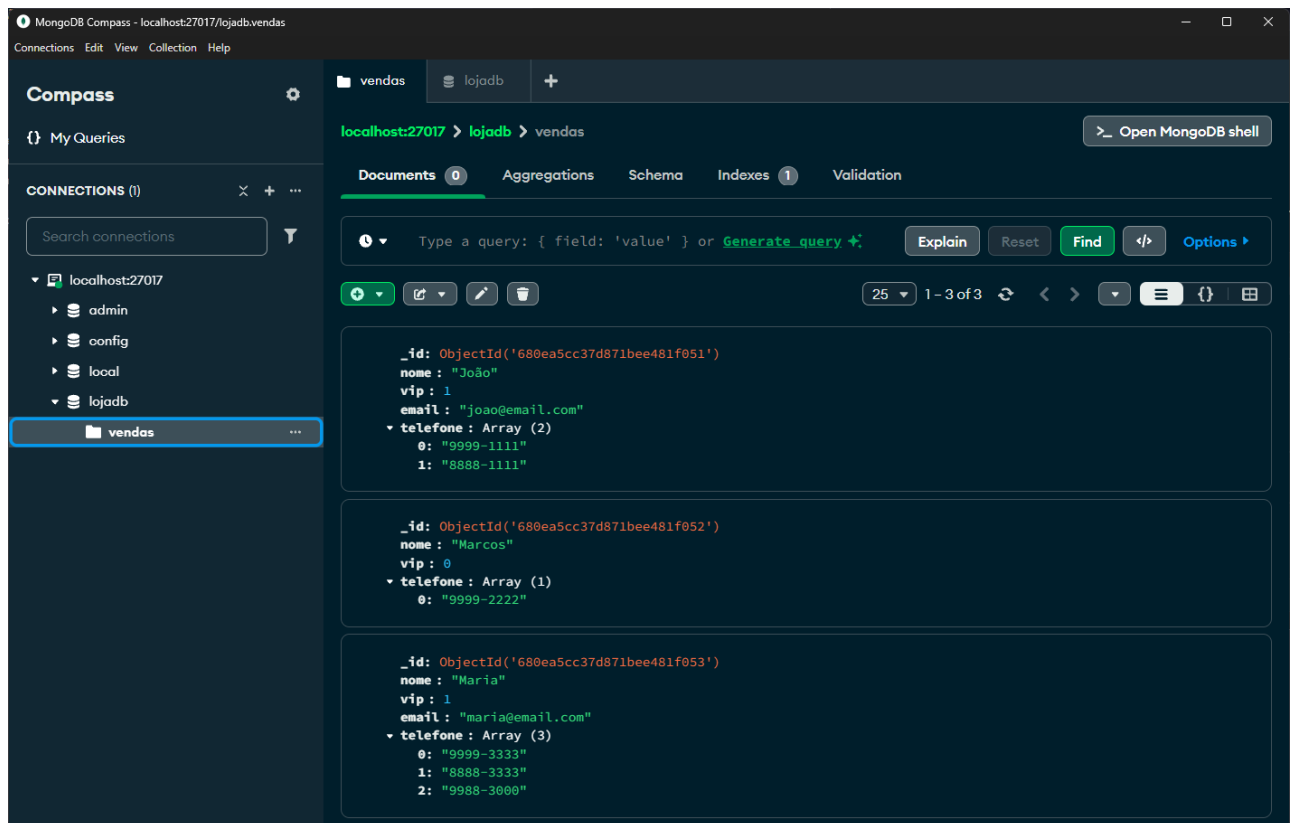 MongoDB Compass - localhost:27017/lojadb.vendas
Connections Edit View Collection Help
Compass
{} My Queries
CONNECTIONS (1)
Search connections
localhost:27017
admin
config
local
lojadb
vendas
vendas lojadb
localhost:27017 > lojadb > vendas
>_ Open MongoDB shell
Documents 0 Aggregations Schema Indexes 1 Validation
Type a query: { field: 'value' } or Generate query
Explain Reset Find </> Options
25 1 – 3 of 3 {}
_id: ObjectId('680ea5cc37d871bee481f051')
nome : "João"
vip : 1
email : "joao@email.com"
telefone : Array (2)
0: "9999-1111"
1: "8888-1111"
_id: ObjectId('680ea5cc37d871bee481f052')
nome : "Marcos"
vip : 0
telefone : Array (1)
0: "9999-2222"
_id: ObjectId('680ea5cc37d871bee481f053')
nome : "Maria"
vip : 1
email : "maria@email.com"
telefone : Array (3)
0: "9999-3333"
1: "8888-3333"
2: "9988-3000"